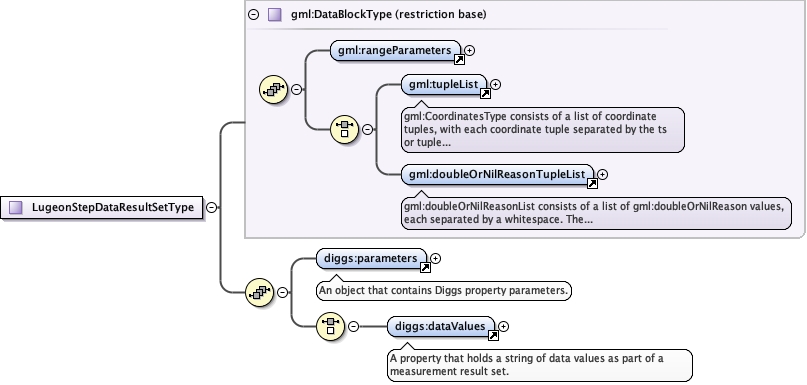 gml:DataBlockType (restriction base)
gml:rangeParameters
gml:tupleList
gml:CoordinatesType consists of a list of coordinate
tuples, with each coordinate tuple separated by the ts
or tuple...
gml:doubleOrNilReasonTupleList
gml:doubleOrNilReasonList consists of a list of gml:doubleOrNilReason values,
each separated by a whitespace. The...
LugeonStepDataResultSetType
diggs:parameters
An object that contains Diggs property parameters.
diggs:dataValues
A property that holds a string of data values as part of a
measurement result set.